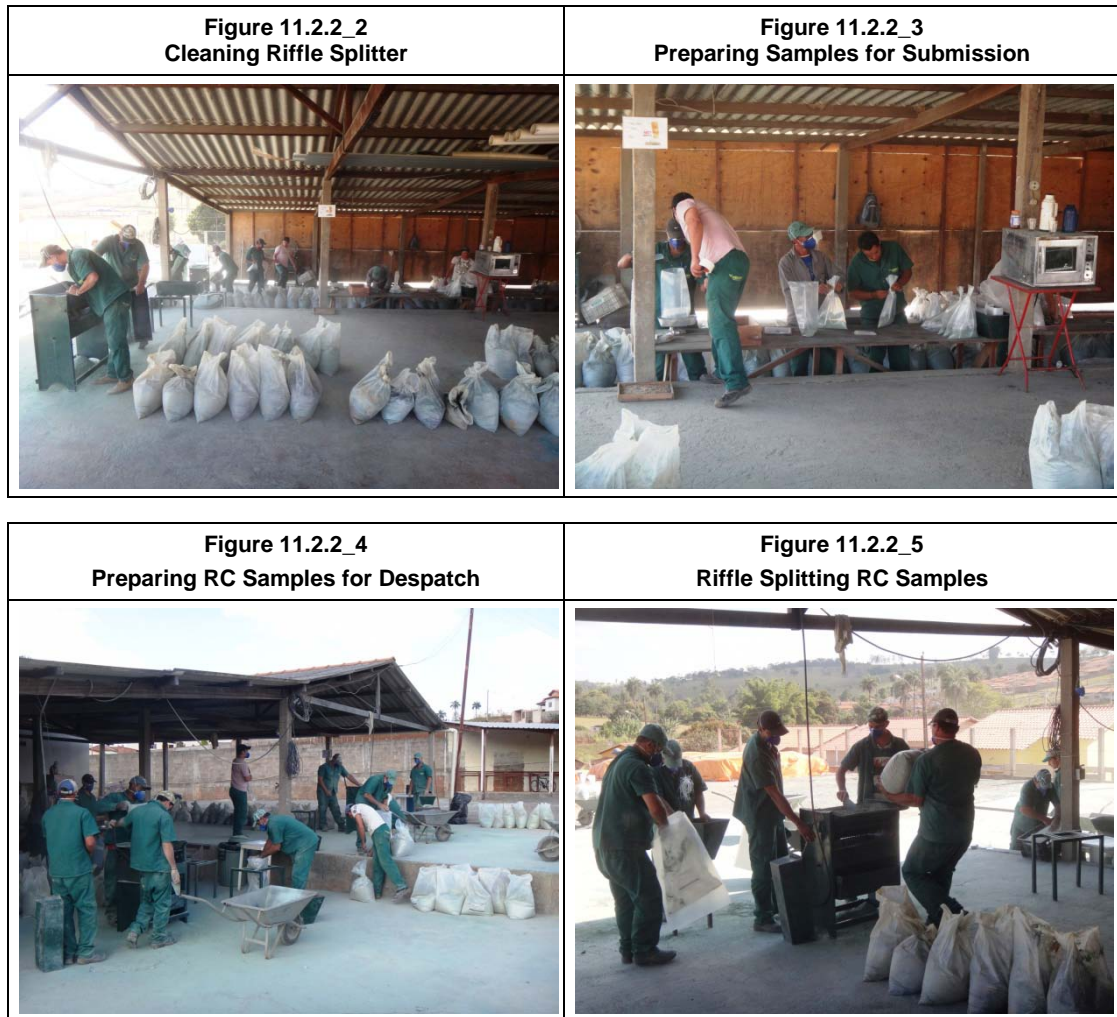 Figure 11.2.2_2
Cleaning Riffle Splitter
Figure 11.2.2_3
Preparing Samples for Submission
Figure 11.2.2_4
Preparing RC Samples for Despatch
Figure 11.2.2_5
Riffle Splitting RC Samples